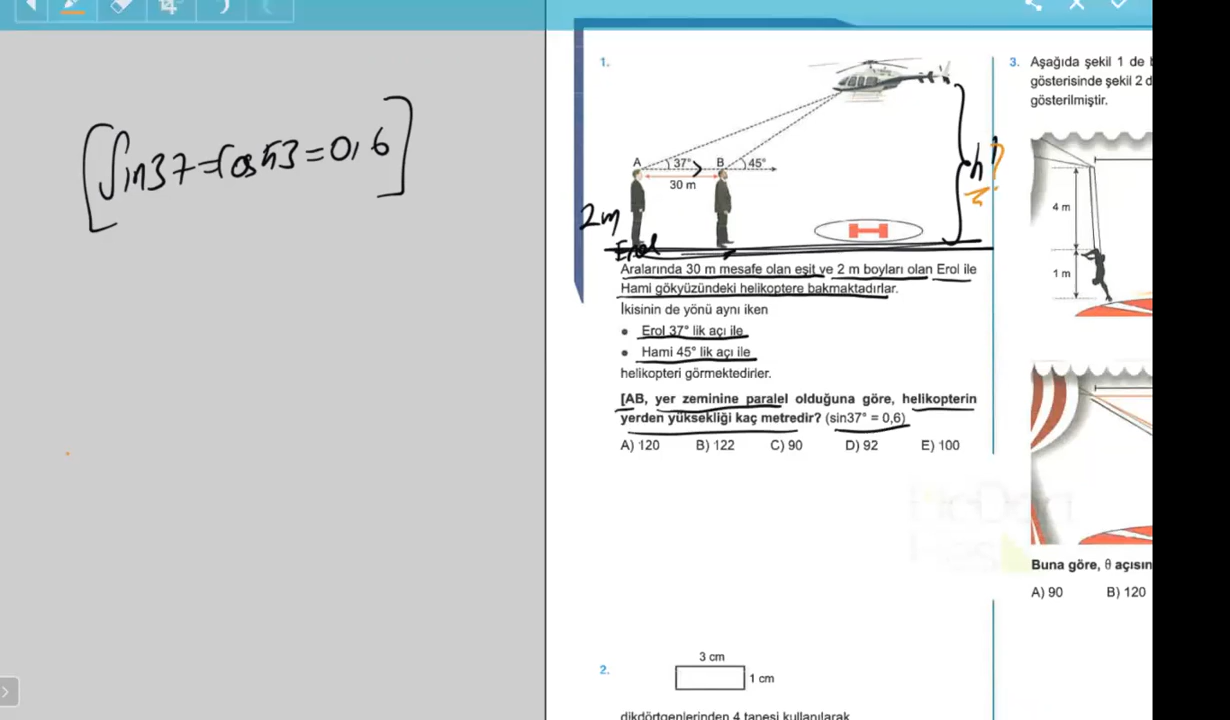 [Sin37=Cos53=0,6]
1.
A 37° B 45°
30 m
h?
2m
Erol
Aralarında 30 m mesafe olan eşit ve 2 m boyları olan Erol ile
Hami gökyüzündeki helikoptere bakmaktadırlar.
İkisinin de yönü aynı iken
• Erol 37° lik açı ile
• Hami 45° lik açı ile
helikopteri görmektedirler.
[AB, yer zeminine paralel olduğuna göre, helikopterin
yerden yüksekliği kaç metredir? (sin37° = 0,6)
A) 120 B) 122 C) 90 D) 92 E) 100
2.
3 cm
1 cm
dikdörtgenlerinden 4 tanesi kullanılarak
3. Aşağıda şekil 1 de
gösterisinde şekil 2 d
gösterilmiştir.
4 m
1 m
Buna göre, θ açısın
A) 90 B) 120